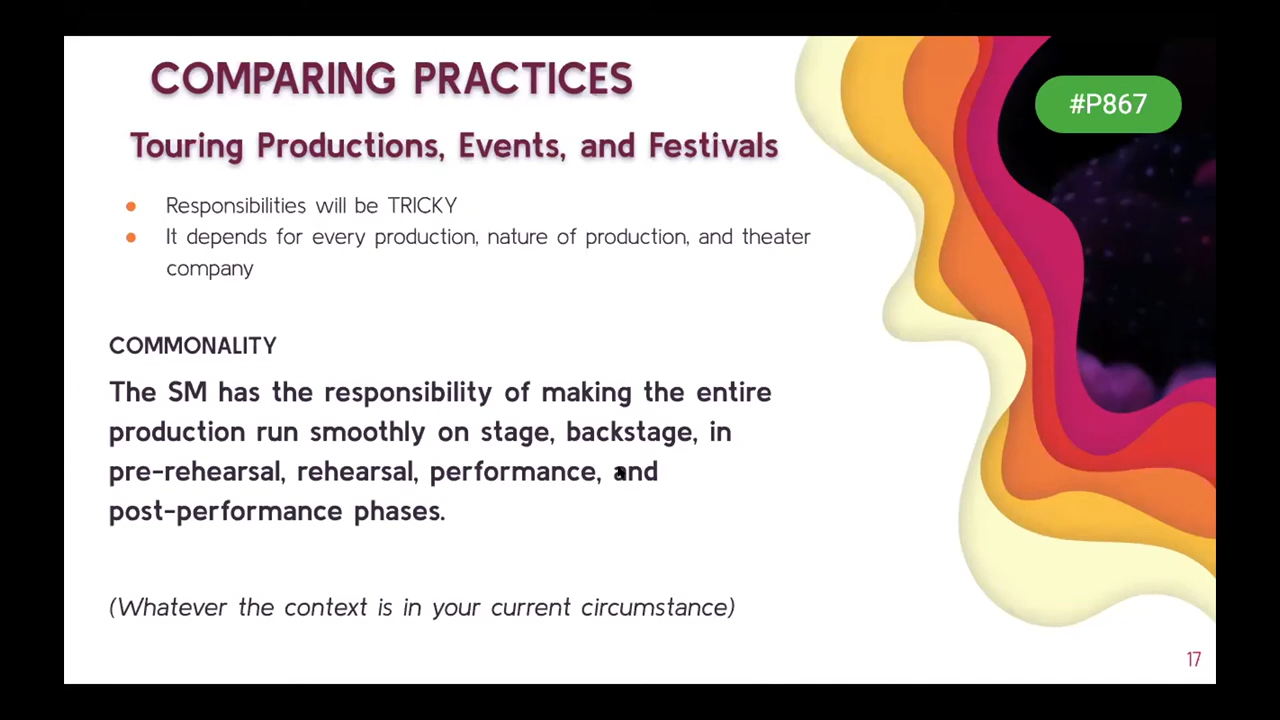 COMPARING PRACTICES
#P867
Touring Productions, Events, and Festivals
● Responsibilities will be TRICKY
● It depends for every production, nature of production, and theater
company
COMMONALITY
The SM has the responsibility of making the entire
production run smoothly on stage, backstage, in
pre-rehearsal, rehearsal, performance, and
post-performance phases.
(Whatever the context is in your current circumstance)
17